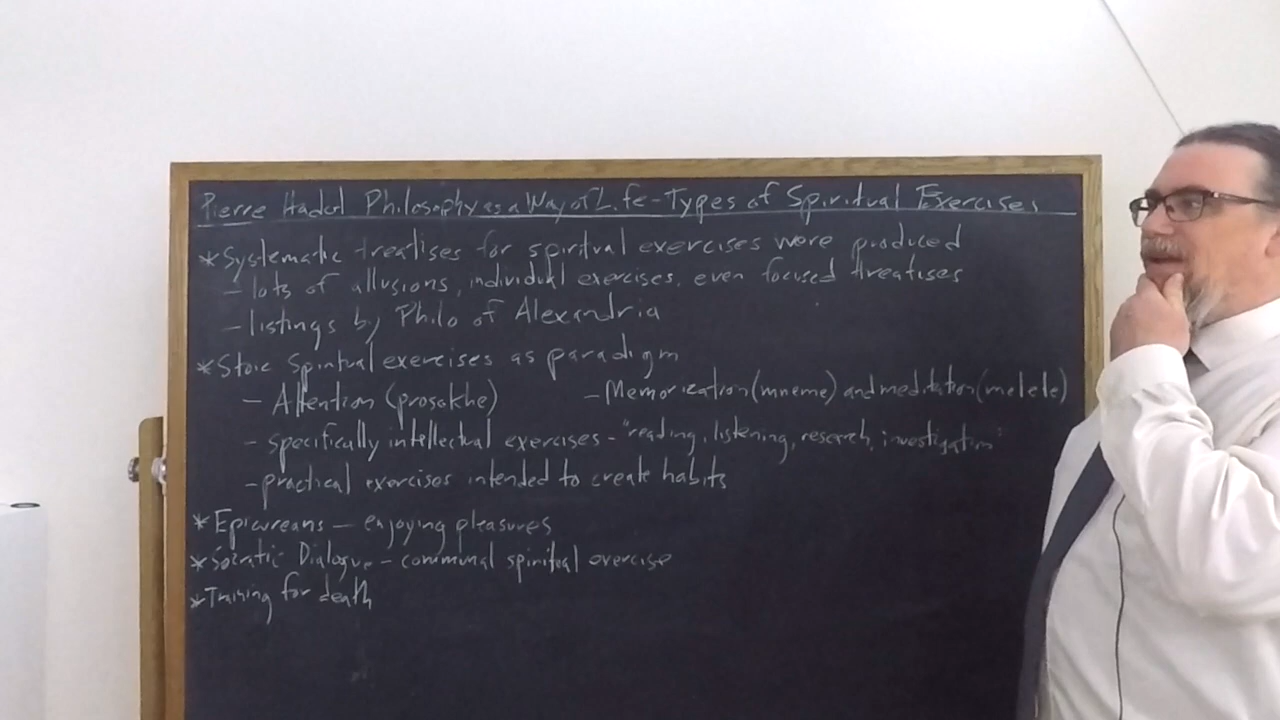 Pierre Hadot Philosophy as a Way of Life - Types of Spiritual Exercises
* Systematic treatises for spiritual exercises were produced
- lots of allusions, individual exercises, even focused threatises
- listings by Philo of Alexandria
* Stoic Spiritual exercises as paradigm
- Attention (prosokhe) - Memorization (mneme) and meditation (melete)
- specifically intellectual exercises - "reading, listening, research, investigation"
- practical exercises intended to create habits
* Epicureans - enjoying pleasures
* Socratic Dialogue - communal spiritual exercise
* Training for death